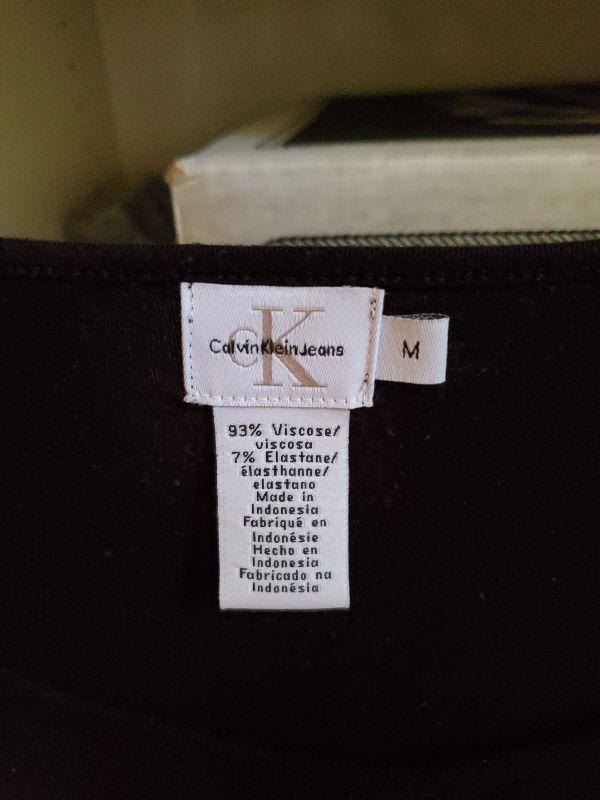 cK
CalvinKleinJeans
M
93% Viscose/
viscosa
7% Elastane/
élasthanne/
elastano
Made in
Indonesia
Fabriqué en
Indonésie
Hecho en
Indonesia
Fabricado na
Indonésia